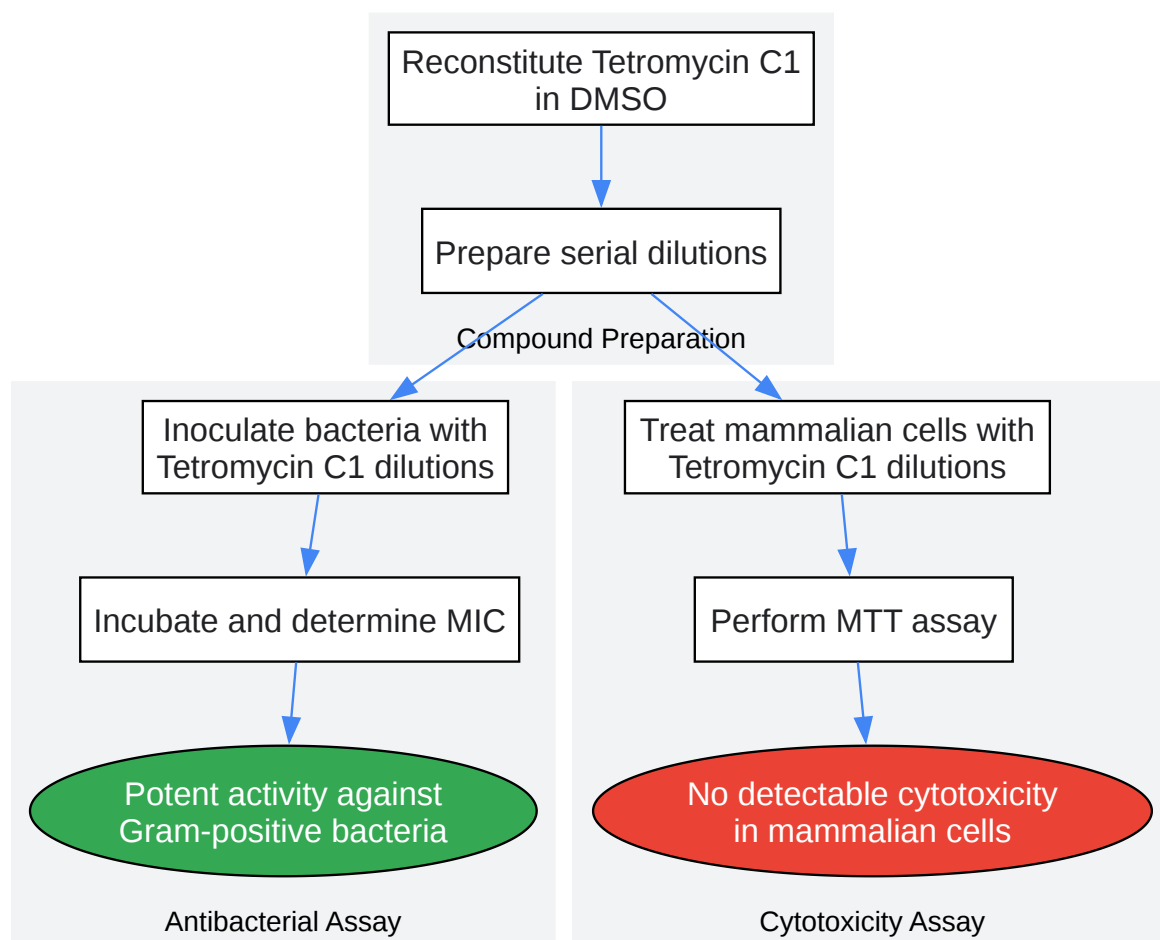 Reconstitute Tetromycin C1
in DMSO
Prepare serial dilutions
Compound Preparation
Inoculate bacteria with
Tetromycin C1 dilutions
Incubate and determine MIC
Potent activity against
Gram-positive bacteria
Antibacterial Assay
Treat mammalian cells with
Tetromycin C1 dilutions
Perform MTT assay
No detectable cytotoxicity
in mammalian cells
Cytotoxicity Assay